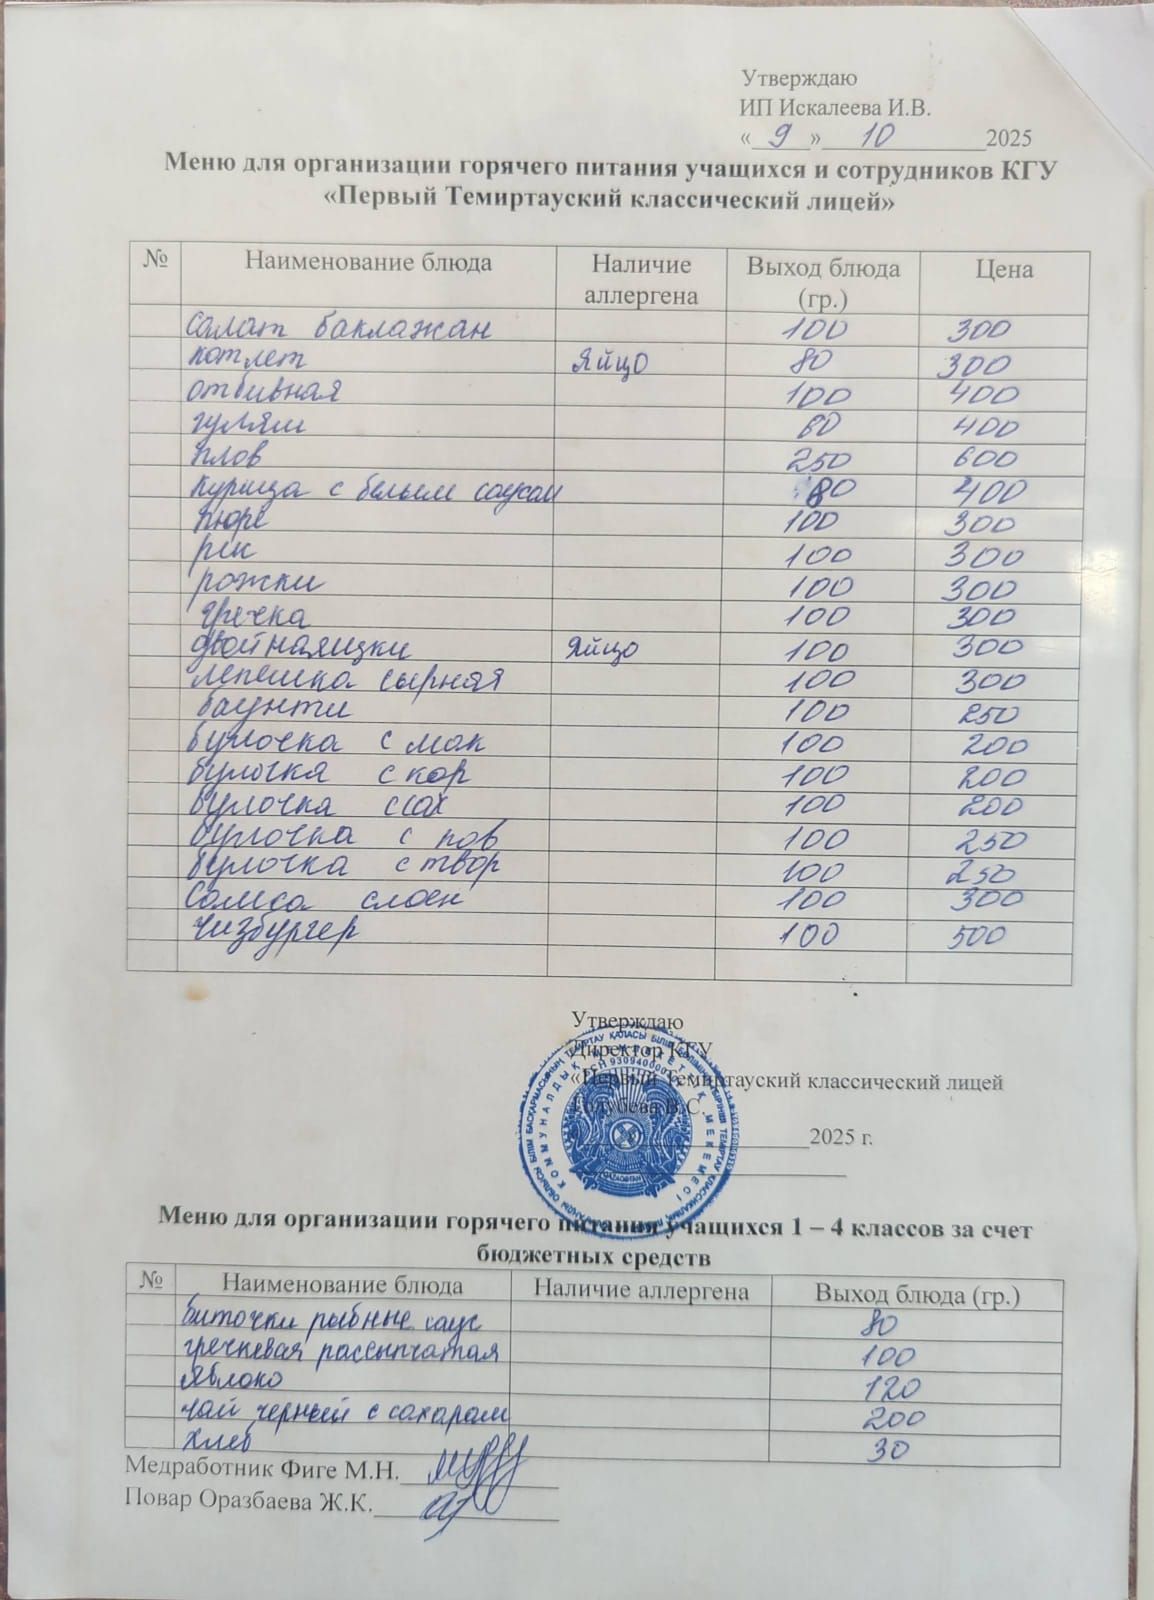 Утверждаю
ИП Искалеева И.В.
« 9 » 10 2025
Меню для организации горячего питания учащихся и сотрудников КГУ
«Первый Темиртауский классический лицей»
№ Наименование блюда Наличие аллергена Выход блюда (гр.) Цена
салат баклажан 100 300
котлет яйцо 80 300
отбивная 100 400
гуляш 80 400
плов 250 600
курица с белым соусом 80 400
пюре 100 300
рис 100 300
рожки 100 300
гречка 100 300
яйцо 100 300
лепешка сырная 100 300
баунти 100 250
булочка с мак 100 200
булочка с кор 100 200
булочка с сах 100 200
булочка с пов 100 250
булочка с твор 100 250
Самса слоен 100 300
чизбургер 100 500
Утверждаю
Директор КГУ
«Первый Темиртауский классический лицей
Голубева В.С.
2025 г.
Меню для организации горячего питания учащихся 1 – 4 классов за счет
бюджетных средств
№ Наименование блюда Наличие аллергена Выход блюда (гр.)
биточки рыбные соус 80
гречневая рассыпчатая 100
яблоко 120
чай черный с сахаром 200
хлеб 30
Медработник Фиге М.Н.
Повар Оразбаева Ж.К.